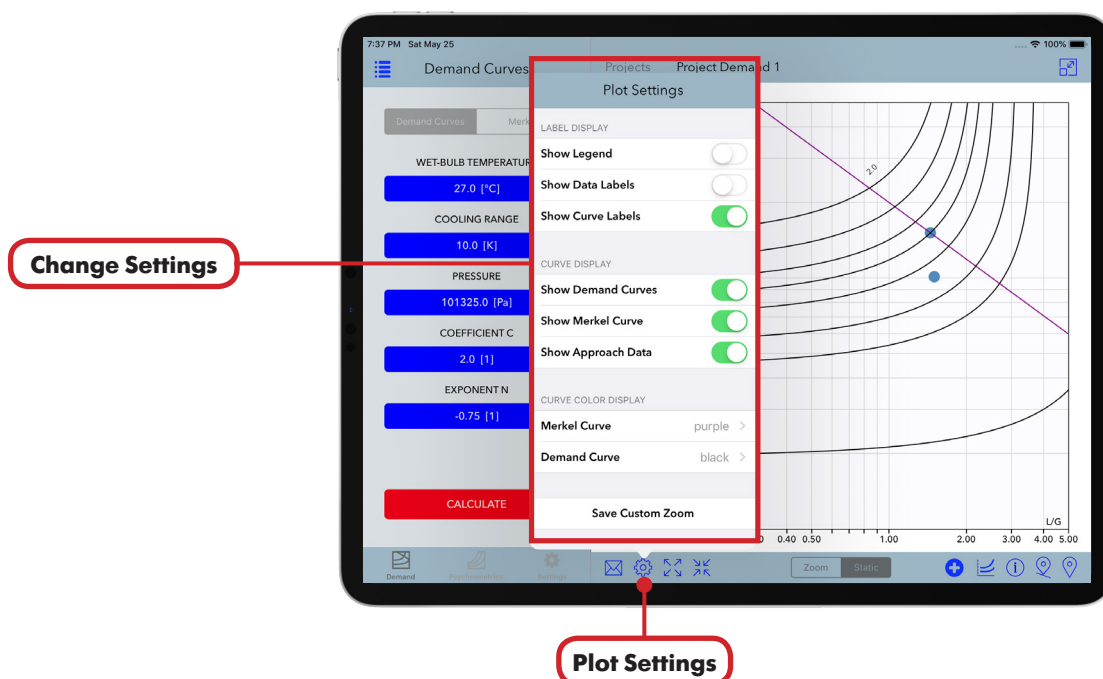 7:37 PM Sat May 25
100%
Demand Curves
Projects Project Demand 1
Plot Settings
Demand Curves Merk
LABEL DISPLAY
Show Legend
Show Data Labels
Show Curve Labels
WET-BULB TEMPERATUR
27.0 [°C]
COOLING RANGE
10.0 [K]
PRESSURE
101325.0 [Pa]
COEFFICIENT C
2.0 [1]
EXPONENT N
-0.75 [1]
CALCULATE
CURVE DISPLAY
Show Demand Curves
Show Merkel Curve
Show Approach Data
CURVE COLOR DISPLAY
Merkel Curve purple
Demand Curve black
Save Custom Zoom
2.0
L/G
0.40 0.50 1.00 2.00 3.00 4.00 5.00
Demand Psychrometrics Settings
Zoom Static
Change Settings
Plot Settings